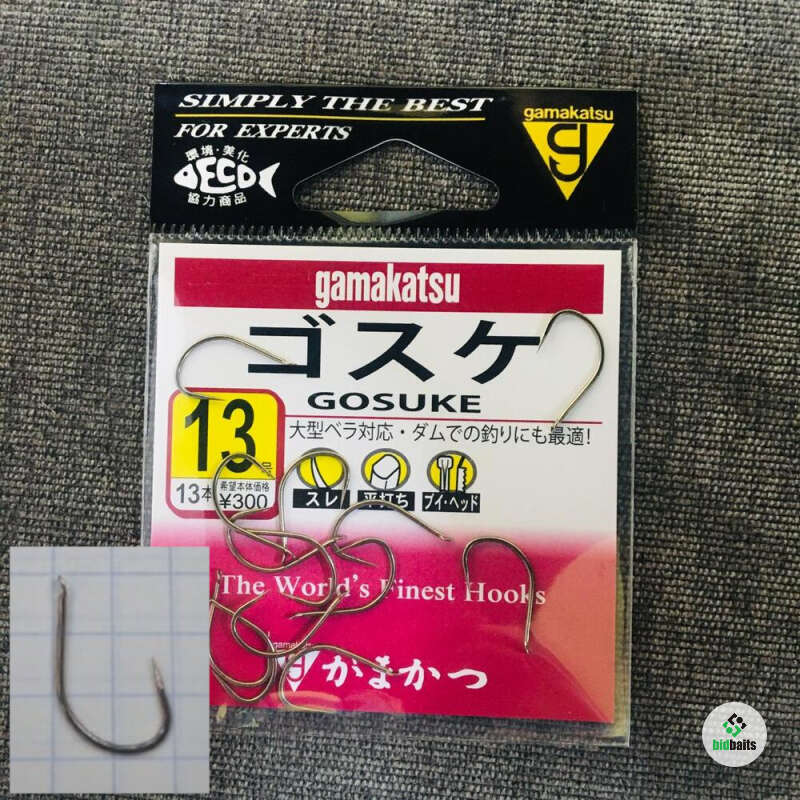 SIMPLY THE BEST
FOR EXPERTS
gamakatsu
環境・美化
ECO
協力商品
gamakatsu
ゴスケ
GOSUKE
大型ベラ対応・ダムでの釣りにも最適!
13号
13本
希望本体価格
¥300
スレ
平打ち
ブイ・ヘッド
The World's Finest Hooks
gamakatsu
がまかつ
bidbaits